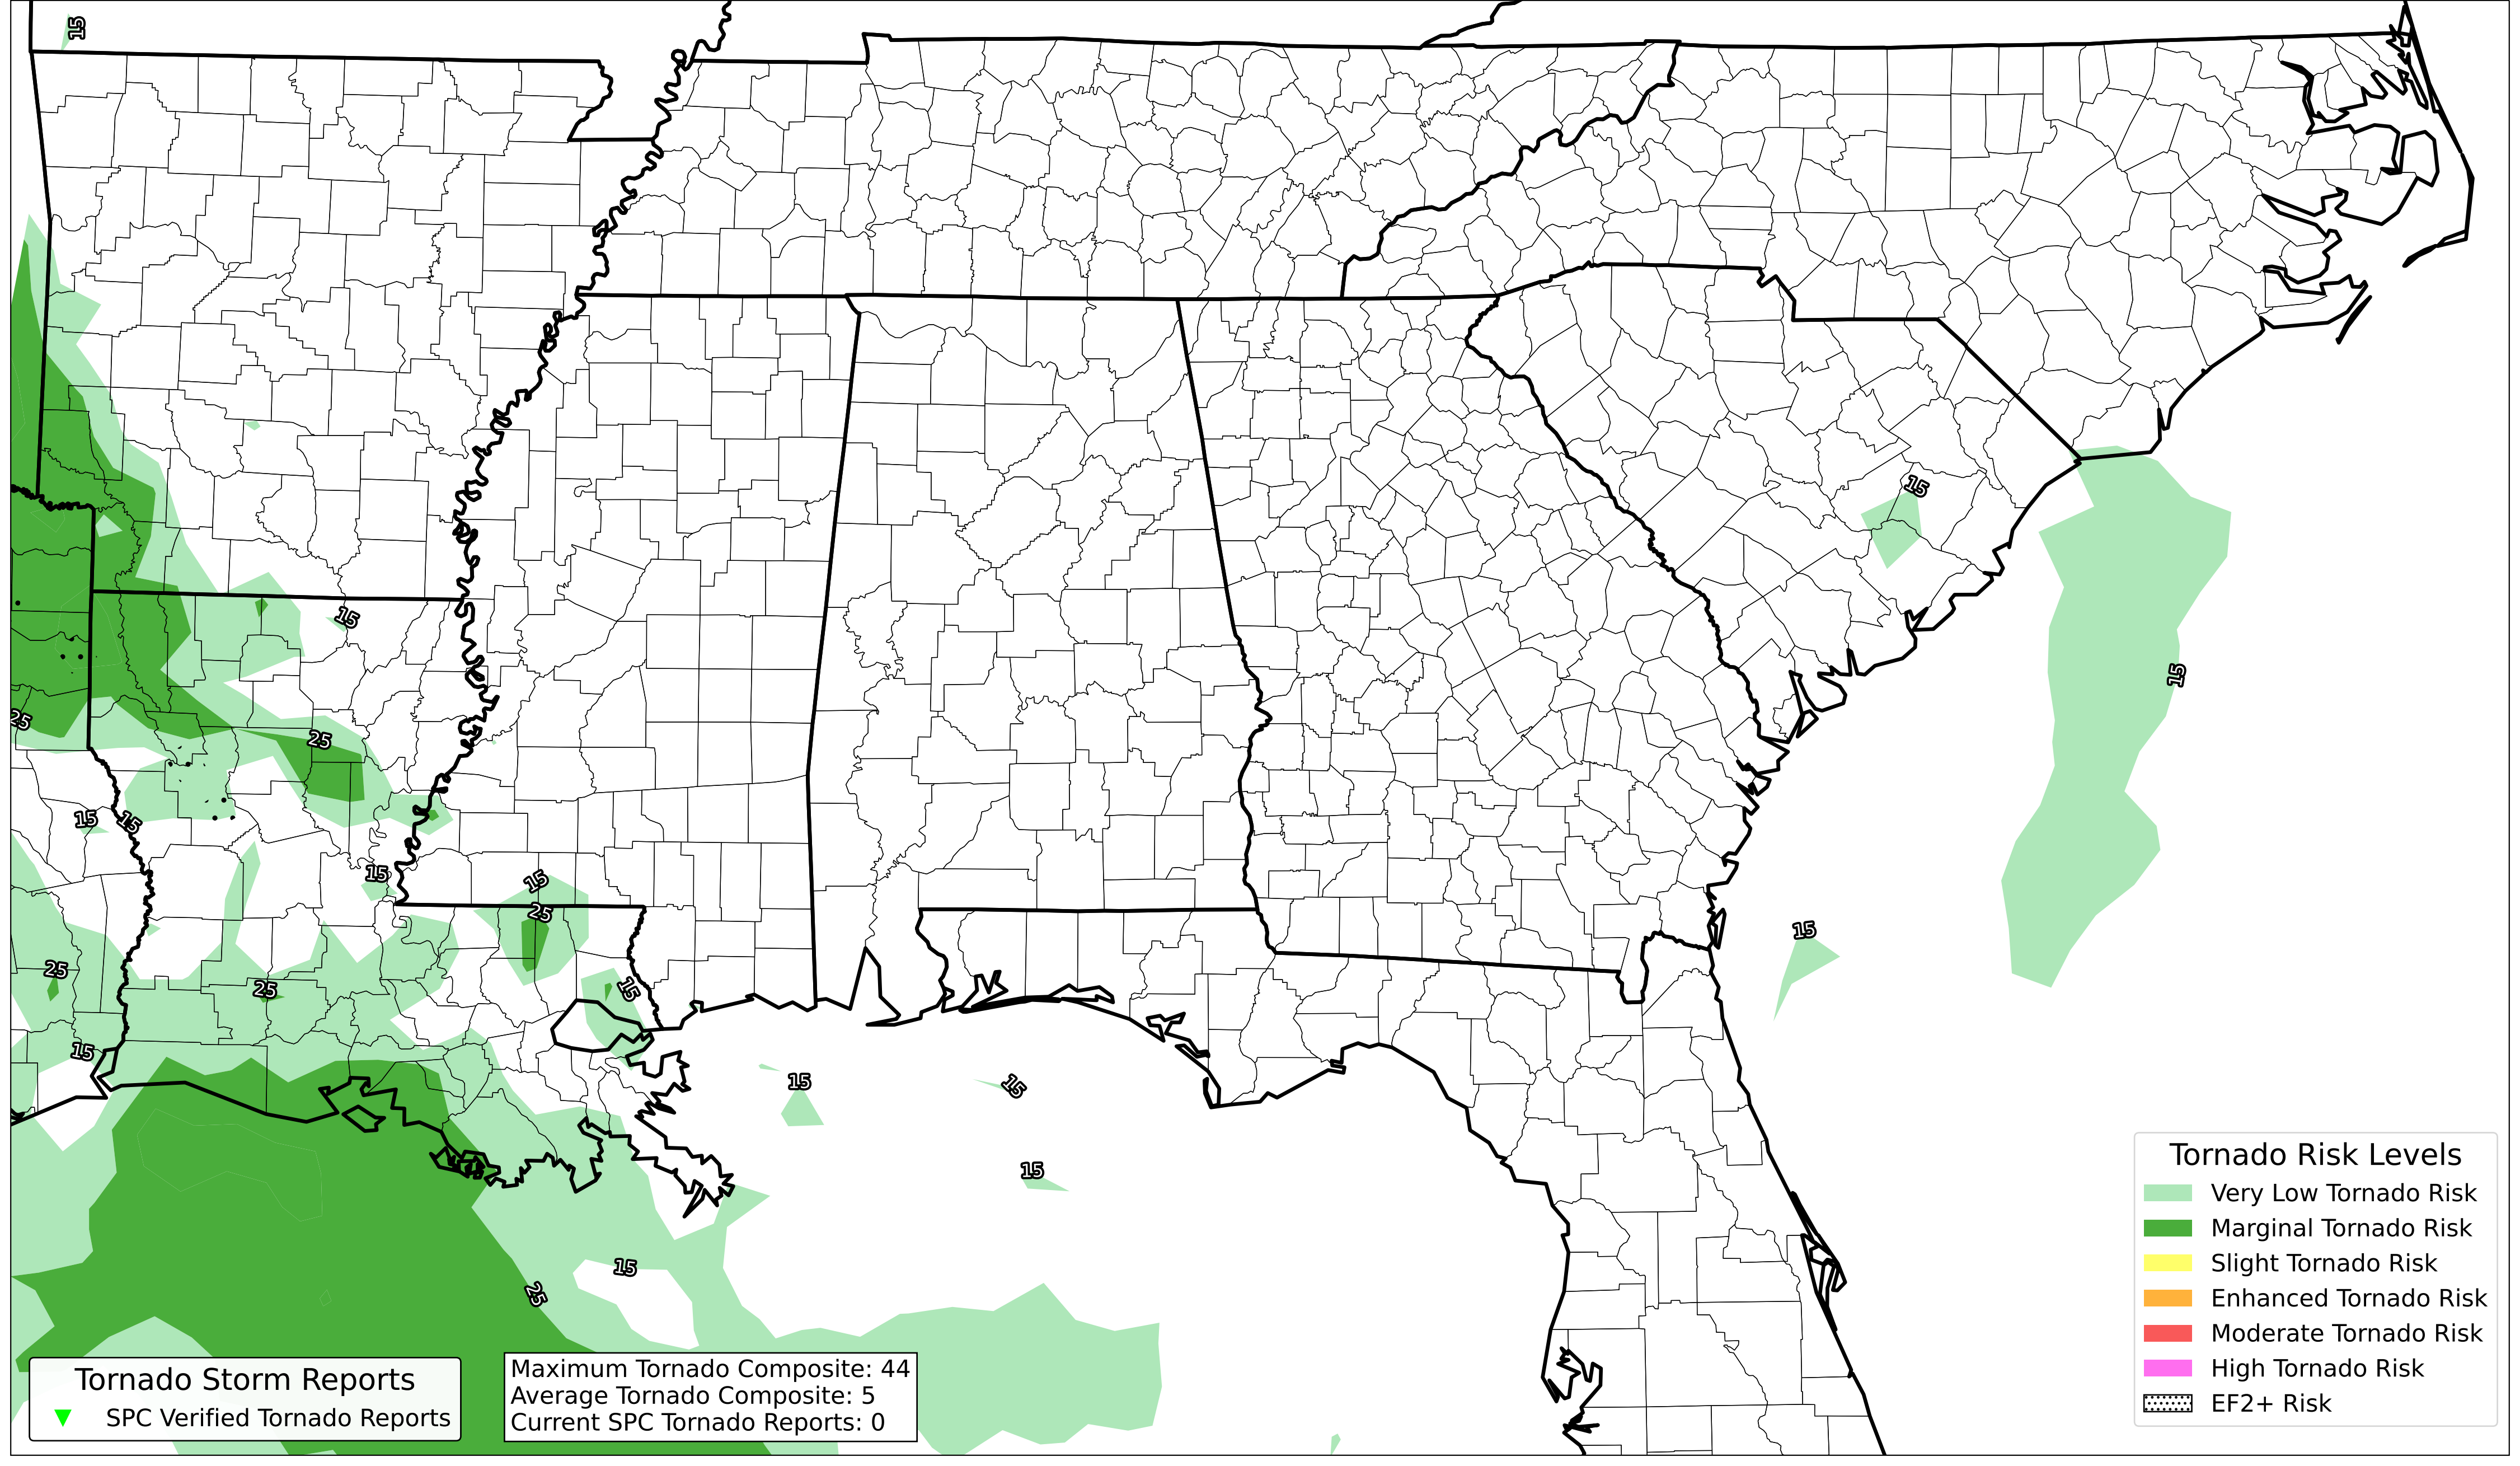 15
15
15
15
25
25
15
15
15
15
25
15
25
25
15
15
15
15
15
15
25
Tornado Storm Reports
SPC Verified Tornado Reports
Maximum Tornado Composite: 44
Average Tornado Composite: 5
Current SPC Tornado Reports: 0
Tornado Risk Levels
Very Low Tornado Risk
Marginal Tornado Risk
Slight Tornado Risk
Enhanced Tornado Risk
Moderate Tornado Risk
High Tornado Risk
EF2+ Risk